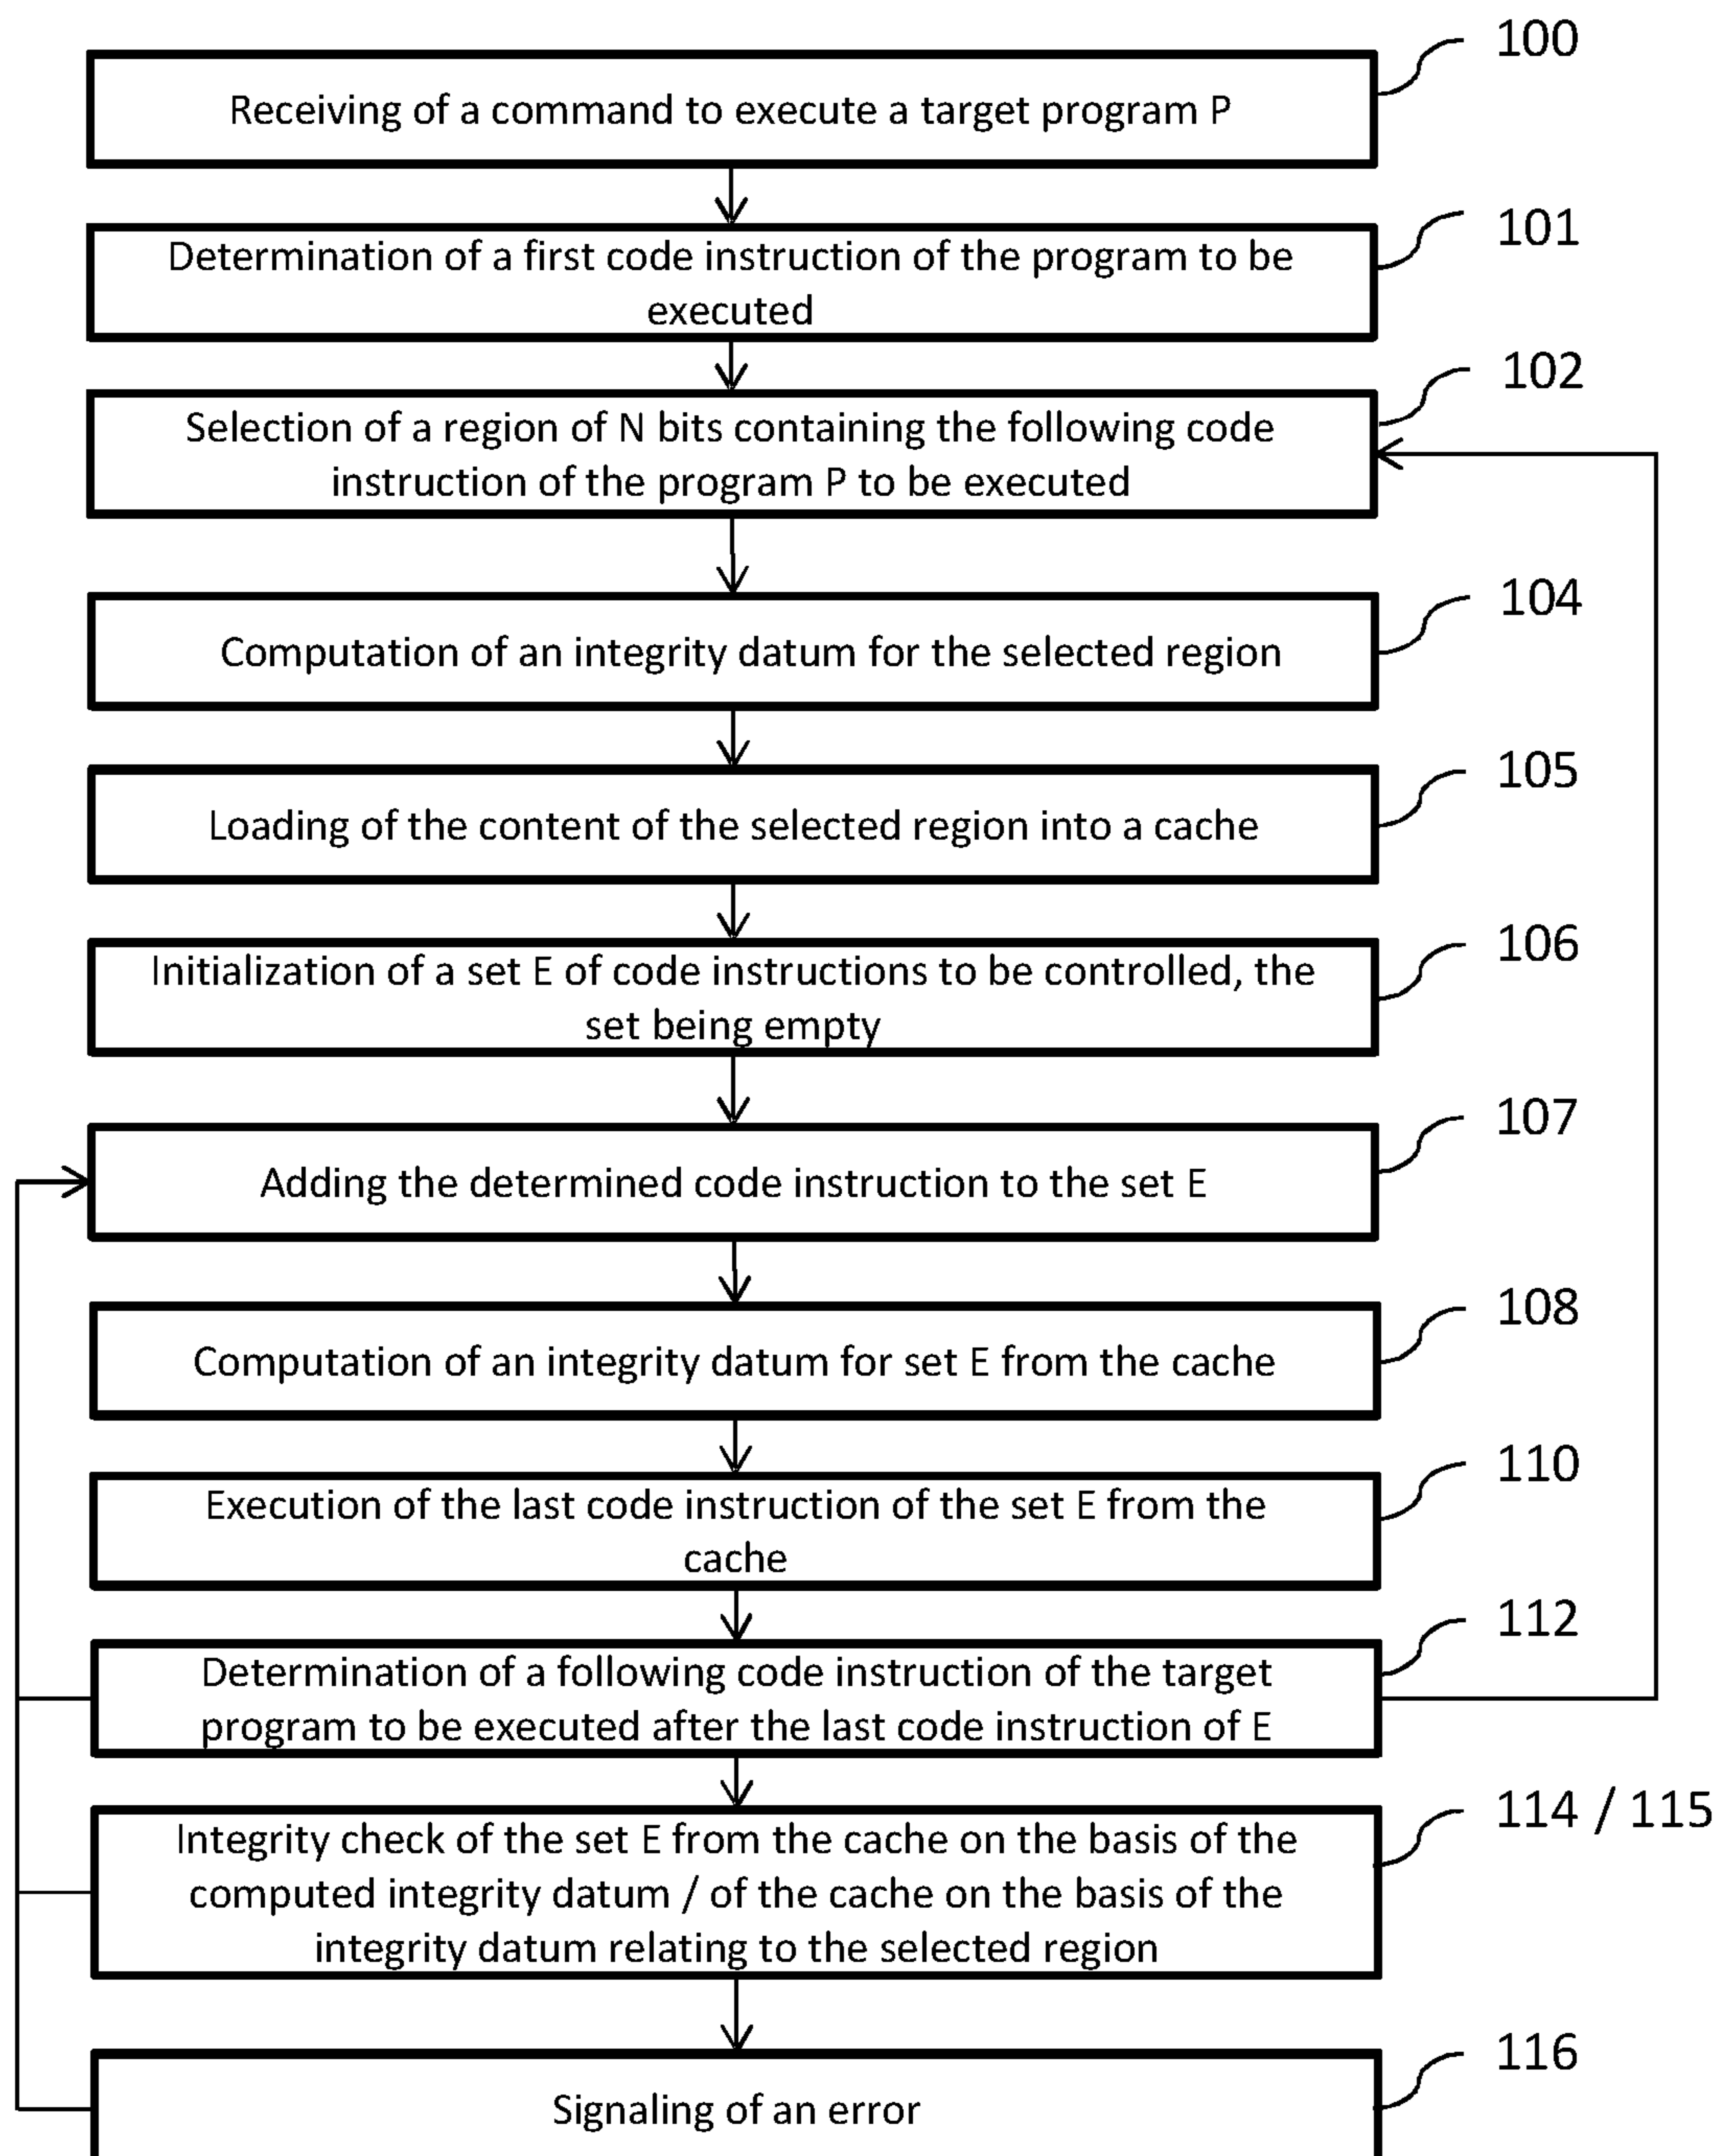 100
Receiving of a command to execute a target program P
101
Determination of a first code instruction of the program to be
executed
102
Selection of a region of N bits containing the following code
instruction of the program P to be executed
104
Computation of an integrity datum for the selected region
105
Loading of the content of the selected region into a cache
106
Initialization of a set E of code instructions to be controlled, the
set being empty
107
Adding the determined code instruction to the set E
108
Computation of an integrity datum for set E from the cache
110
Execution of the last code instruction of the set E from the
cache
112
Determination of a following code instruction of the target
program to be executed after the last code instruction of E
114 / 115
Integrity check of the set E from the cache on the basis of the
computed integrity datum / of the cache on the basis of the
integrity datum relating to the selected region
116
Signaling of an error